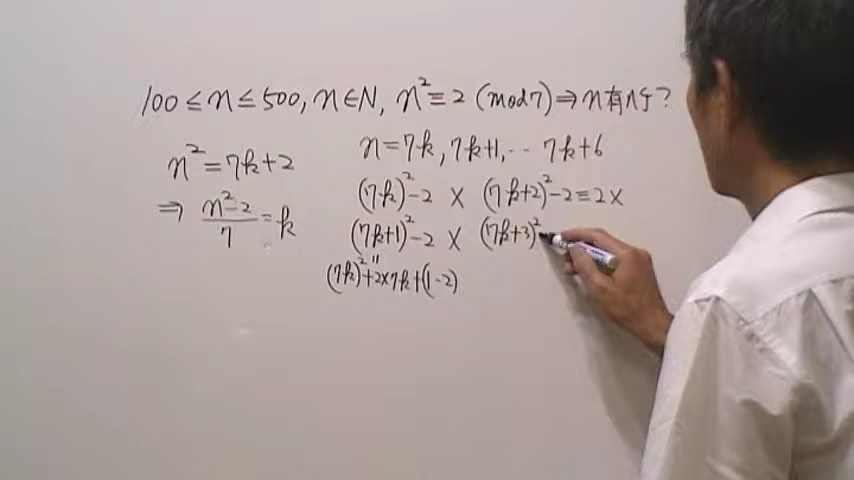 100 ≤ n ≤ 500, n∈N, n² ≡ 2 (mod 7) ⇒ n有几个?
n² = 7k+2
⇒ (n²-2)/7 = k
n = 7k, 7k+1, … 7k+6
(7k)²-2 × (7k+2)²-2≡2×
(7k+1)²-2 × (7k+3)²
"
(7k)²+2×7k+(1-2)